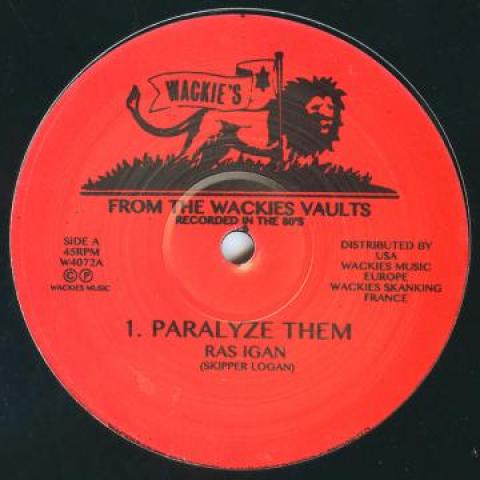 WACKIE'S
FROM THE WACKIES VAULTS
RECORDED IN THE 80'S
SIDE A
45RPM
W4072A
© ℗
WACKIES MUSIC
DISTRIBUTED BY
USA
WACKIES MUSIC
EUROPE
WACKIES SKANKING
FRANCE
1. PARALYZE THEM
RAS IGAN
(SKIPPER LOGAN)